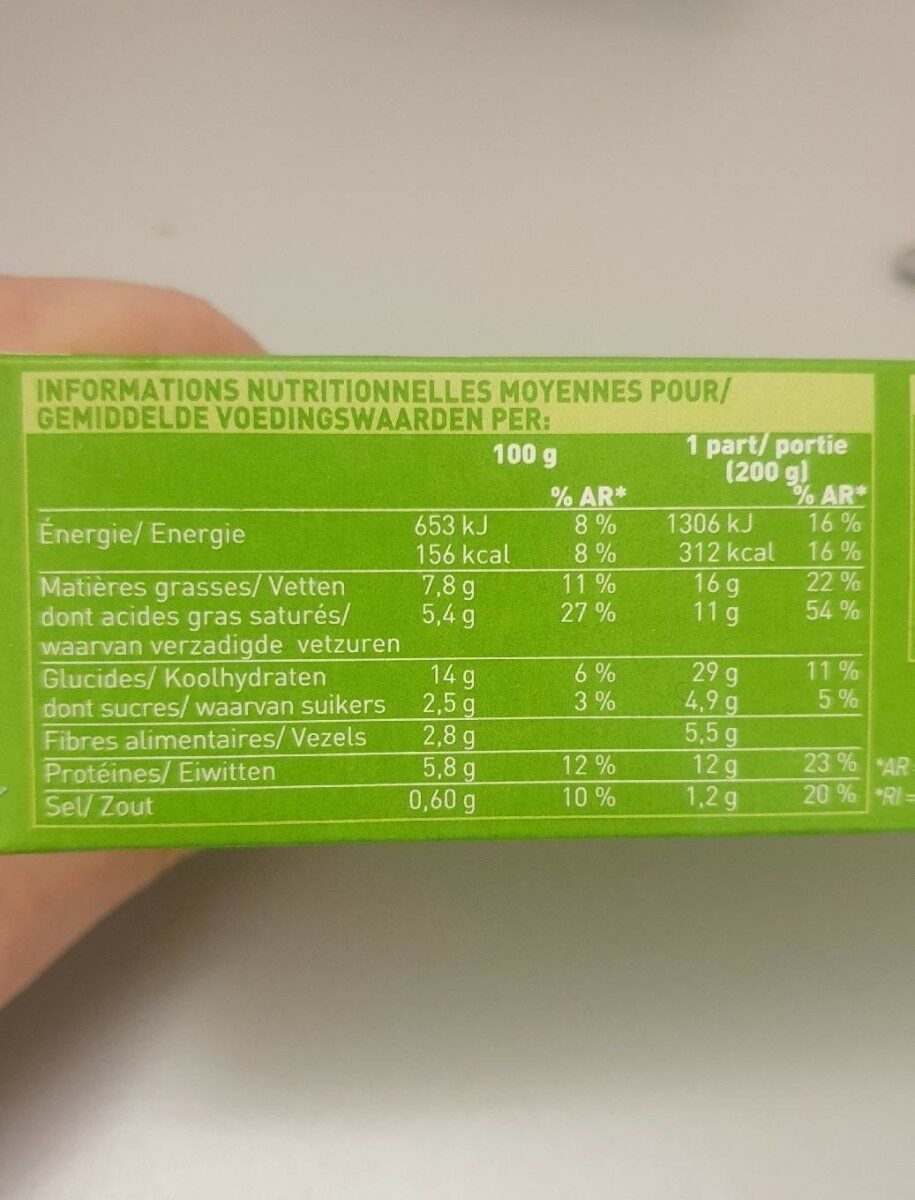 INFORMATIONS NUTRITIONNELLES MOYENNES POUR/
GEMIDDELDE VOEDINGSWAARDEN PER:
100 g 1 part/ portie
(200 g)
% AR* % AR*
Énergie/ Energie 653 kJ 8 % 1306 kJ 16 %
156 kcal 8 % 312 kcal 16 %
Matières grasses/ Vetten 7,8 g 11 % 16 g 22 %
dont acides gras saturés/ 5,4 g 27 % 11 g 54 %
waarvan verzadigde vetzuren
Glucides/ Koolhydraten 14 g 6 % 29 g 11 %
dont sucres/ waarvan suikers 2,5 g 3 % 4,9 g 5 %
Fibres alimentaires/ Vezels 2,8 g 5,5 g
Protéines/ Eiwitten 5,8 g 12 % 12 g 23 % *AR
Sel/ Zout 0,60 g 10 % 1,2 g 20 % *RI =